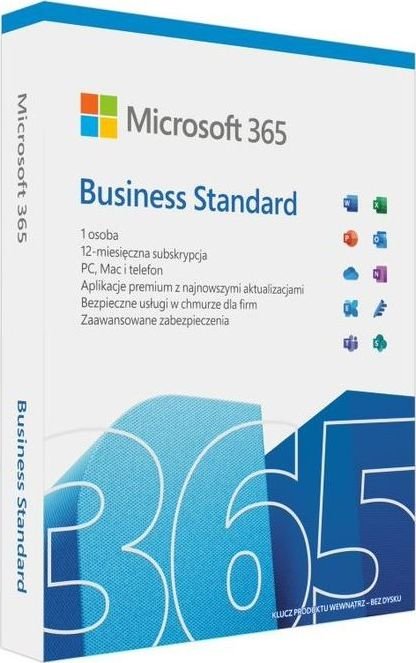 Microsoft 365
Business Standard
1 osoba
12-miesięczna subskrypcja
PC, Mac i telefon
Aplikacje premium z najnowszymi aktualizacjami
Bezpieczne usługi w chmurze dla firm
Zaawansowane zabezpieczenia
W
X
P
O
N
S
365
KLUCZ PRODUKTU WEWNĄTRZ – BEZ DYSKU
Microsoft 365
Business Standard